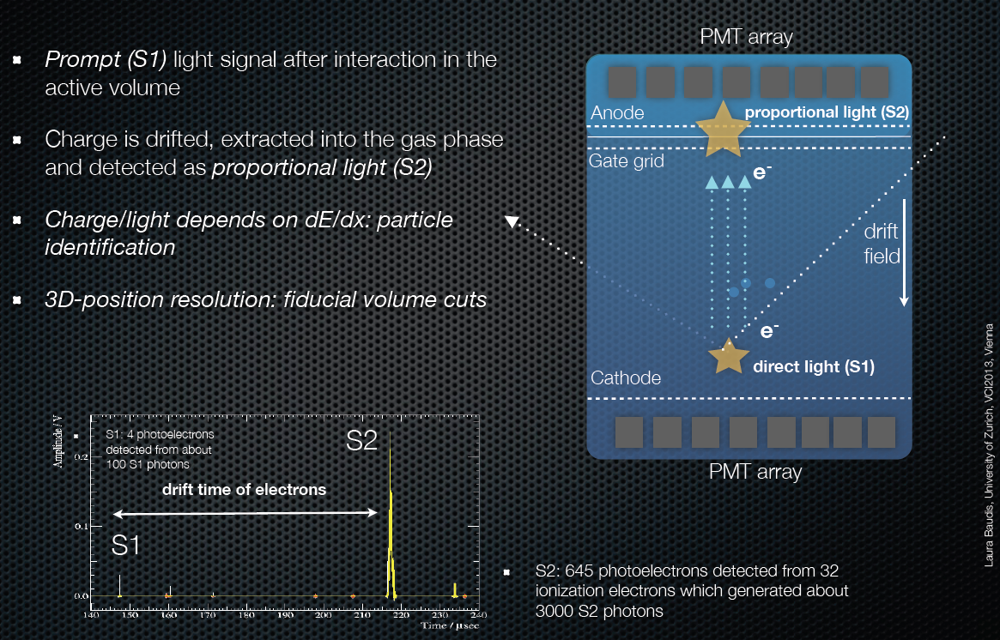 Prompt (S1) light signal after interaction in the
active volume
Charge is drifted, extracted into the gas phase
and detected as proportional light (S2)
Charge/light depends on dE/dx: particle
identification
3D-position resolution: fiducial volume cuts
PMT array
Anode
proportional light (S2)
Gate grid
e-
drift
field
e-
direct light (S1)
Cathode
PMT array
Amplitude / V
S1: 4 photoelectrons
detected from about
100 S1 photons
S2
0.2
drift time of electrons
0.1
S1
0.0
140 150 160 170 180 190 200 210 220 230 240
Time / µsec
S2: 645 photoelectrons detected from 32
ionization electrons which generated about
3000 S2 photons
Laura Baudis, University of Zurich, VCI2013, Vienna